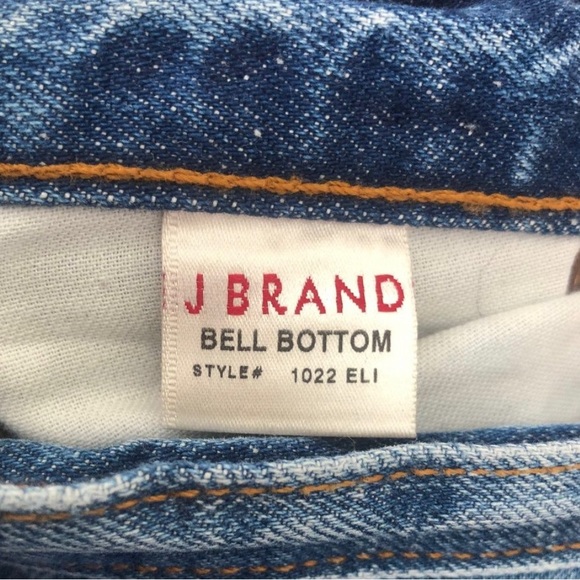 J BRAND
BELL BOTTOM
STYLE# 1022 ELI